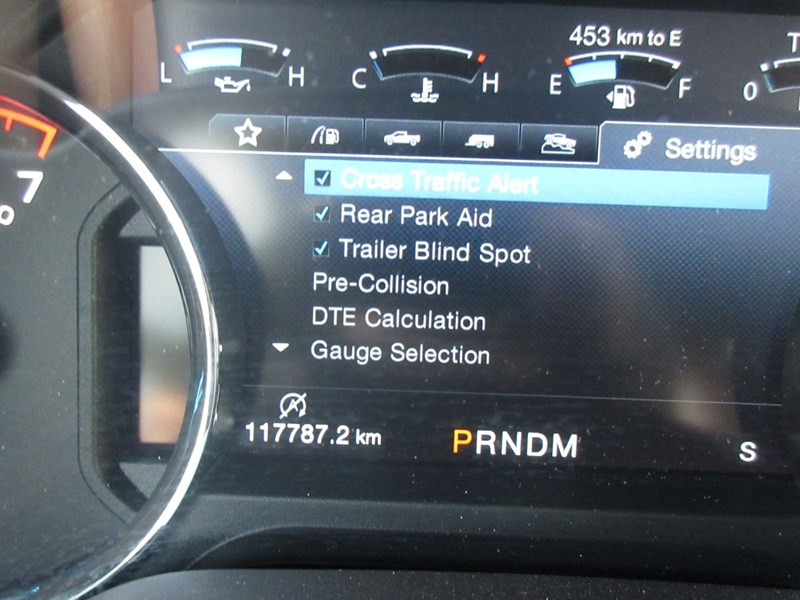 453 km to E
L H C H E F 0
Settings
Cross Traffic Alert
Rear Park Aid
Trailer Blind Spot
Pre-Collision
DTE Calculation
Gauge Selection
7
117787.2 km
PRNDM
S